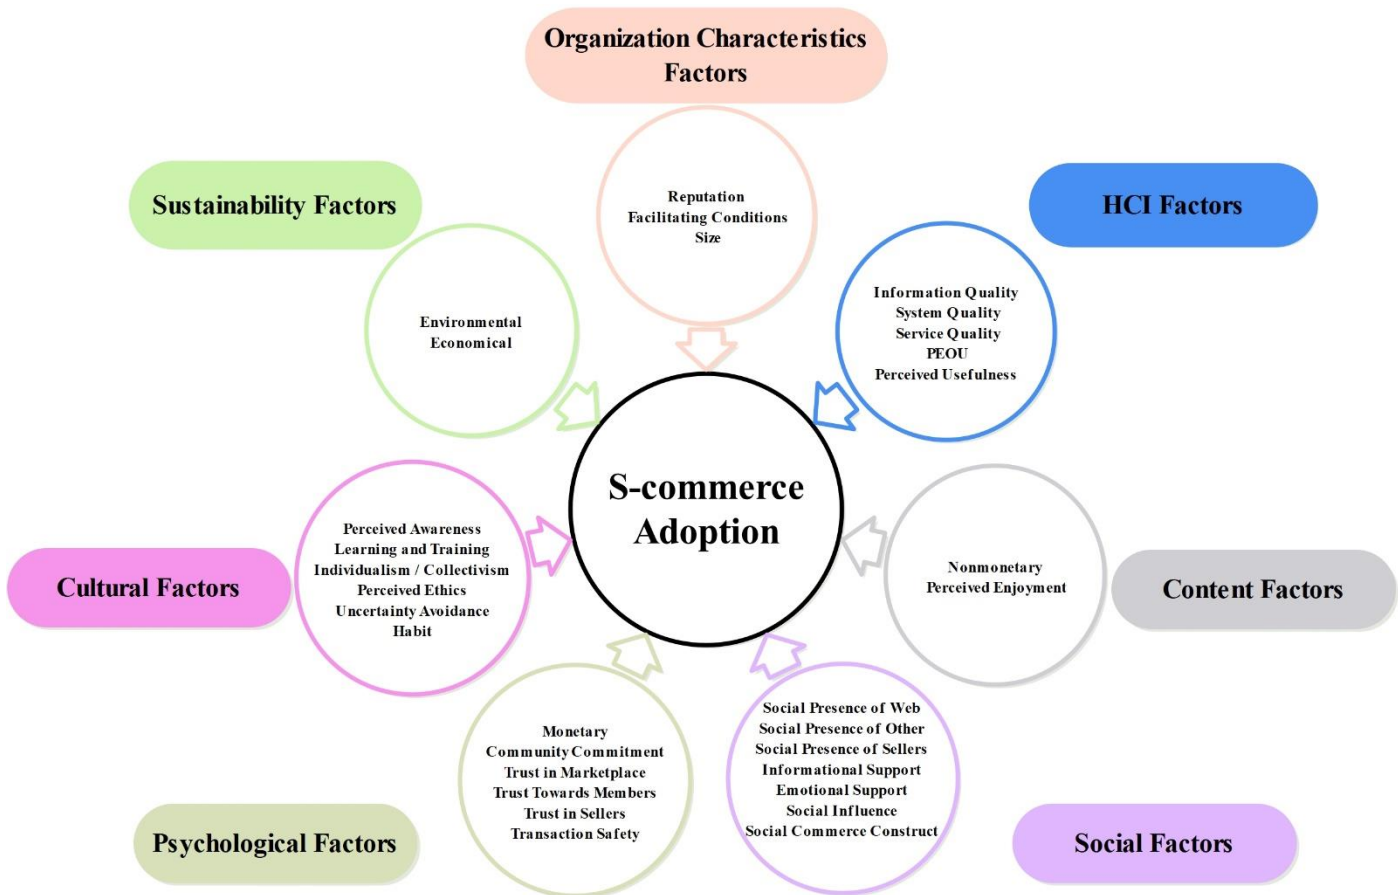 Organization Characteristics
Factors
Reputation
Facilitating Conditions
Size
Sustainability Factors
Environmental
Economical
HCI Factors
Information Quality
System Quality
Service Quality
PEOU
Perceived Usefulness
S-commerce
Adoption
Cultural Factors
Perceived Awareness
Learning and Training
Individualism / Collectivism
Perceived Ethics
Uncertainty Avoidance
Habit
Nonmonetary
Perceived Enjoyment
Content Factors
Psychological Factors
Monetary
Community Commitment
Trust in Marketplace
Trust Towards Members
Trust in Sellers
Transaction Safety
Social Presence of Web
Social Presence of Other
Social Presence of Sellers
Informational Support
Emotional Support
Social Influence
Social Commerce Construct
Social Factors